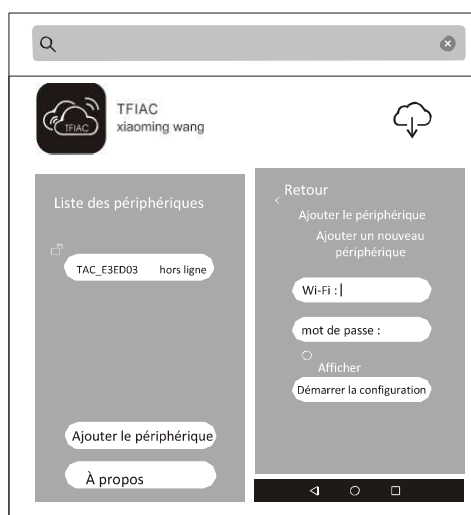 TFIAC
TFIAC
xiaoming wang
Liste des périphériques
TAC_E3ED03 hors ligne
Ajouter le périphérique
À propos
Retour
Ajouter le périphérique
Ajouter un nouveau
périphérique
Wi-Fi :
mot de passe :
Afficher
Démarrer la configuration